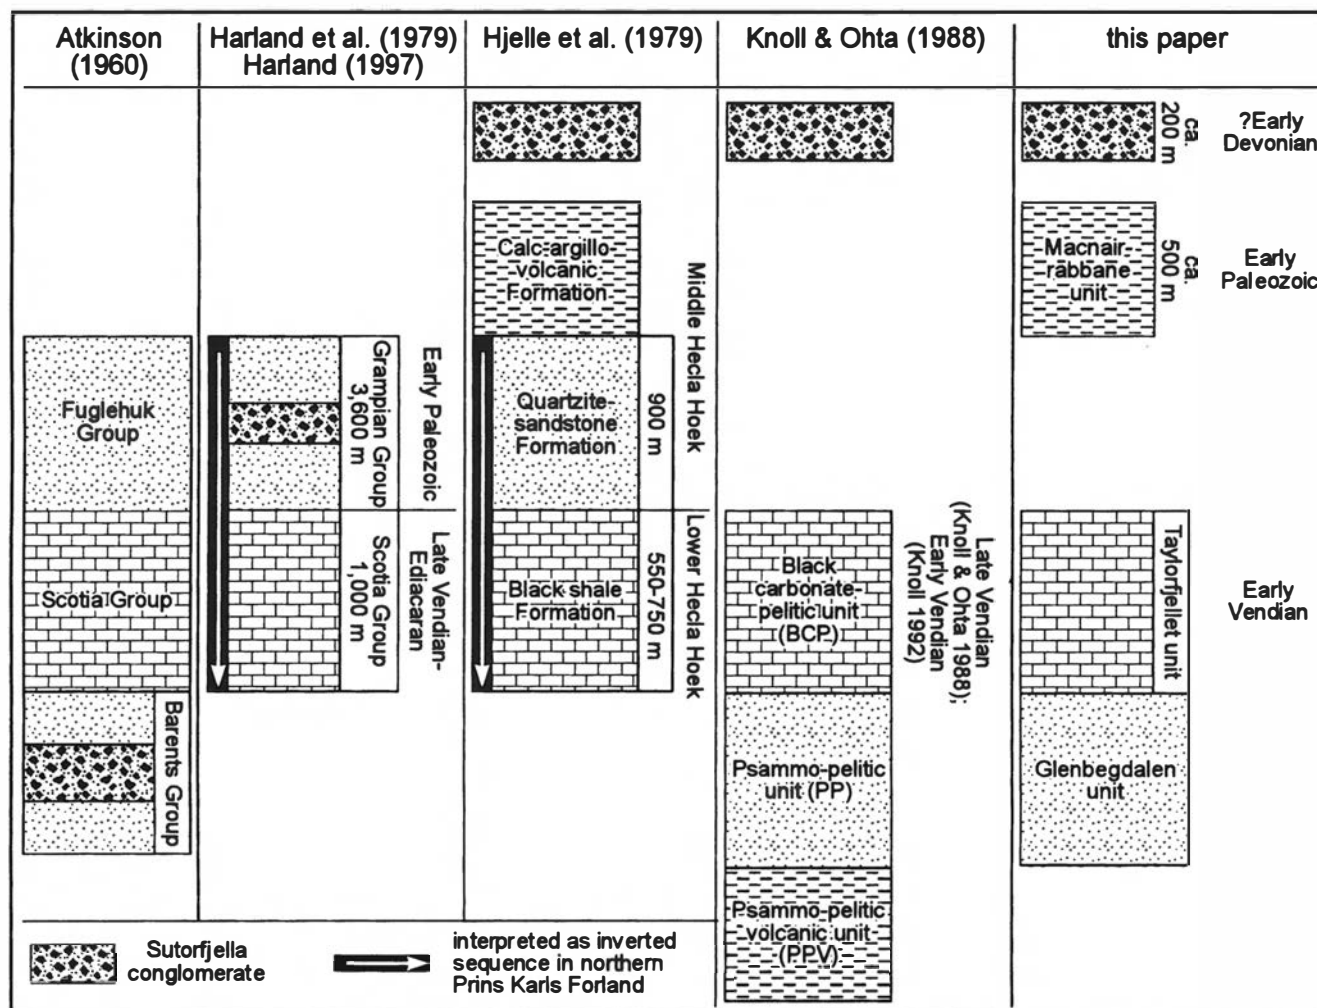 Atkinson
(1960)
Harland et al. (1979)
Harland (1997)
Hjelle et al. (1979)
Knoll & Ohta (1988)
this paper
Fuglehuk
Group
Scotia Group
Barents Group
Grampian Group
3,600 m
Scotia Group
1,000 m
Early Paleozoic
Late Vendian-
Ediacaran
Calc-argillo-
volcanic
Formation
Quartzite-
sandstone
Formation
Black shale
Formation
900 m
550-750 m
Middle Hecla Hoek
Lower Hecla Hoek
Black
carbonate-
pelitic unit
(BCP)
Psammo-pelitic
unit (PP)
Psammo-pelitic
volcanic unit
(PPV)
Late Vendian
(Knoll & Ohta 1988);
Early Vendian
(Knoll 1992)
ca.
200 m
?Early
Devonian
Macnair-
rabbane
unit
ca.
500 m
Early
Paleozoic
Taylorfjellet unit
Early
Vendian
Glenbegdalen
unit
Sutorfjella
conglomerate
interpreted as inverted
sequence in northern
Prins Karls Forland